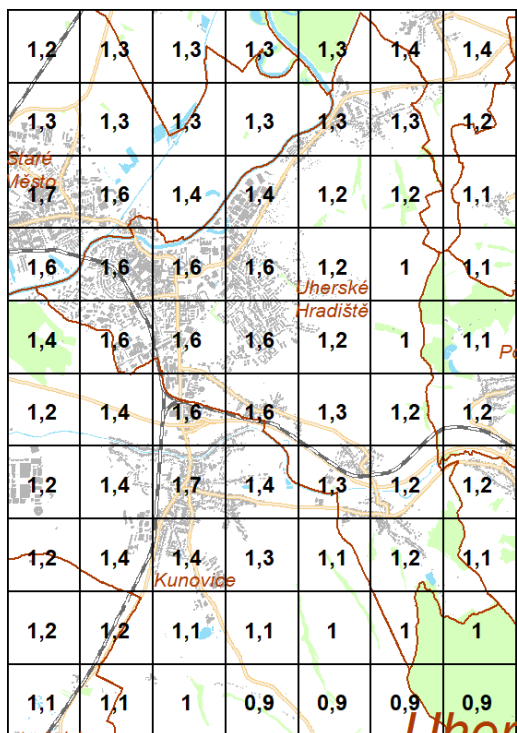 1,2 1,3 1,3 1,3 1,3 1,4 1,4
1,3 1,3 1,3 1,3 1,3 1,3 1,2
Staré
Město
1,7 1,6 1,4 1,4 1,2 1,2 1,1
1,6 1,6 1,6 1,6 1,2 1 1,1
Uherské
Hradiště
1,4 1,6 1,6 1,6 1,2 1 1,1
1,2 1,4 1,6 1,6 1,3 1,2 1,2
1,2 1,4 1,7 1,4 1,3 1,2 1,2
1,2 1,4 1,4 1,3 1,1 1,2 1,1
Kunovice
1,2 1,2 1,1 1,1 1 1 1
1,1 1,1 1 0,9 0,9 0,9 0,9